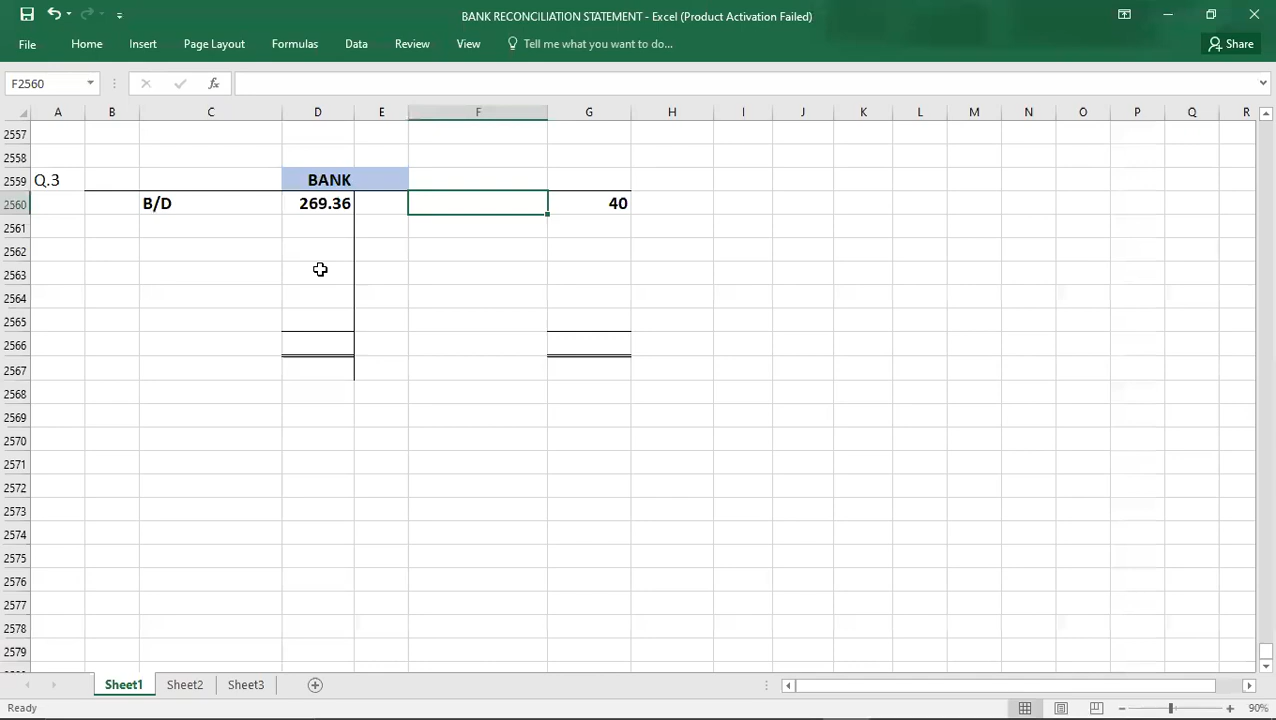 BANK RECONCILIATION STATEMENT - Excel (Product Activation Failed)
File Home Insert Page Layout Formulas Data Review View Tell me what you want to do... Share
F2560 fx
A B C D E F G H I J K L M N O P Q R
2557
2558
2559 Q.3 BANK
2560 B/D 269.36 40
2561
2562
2563
2564
2565
2566
2567
2568
2569
2570
2571
2572
2573
2574
2575
2576
2577
2578
2579
Sheet1 Sheet2 Sheet3
Ready 90%